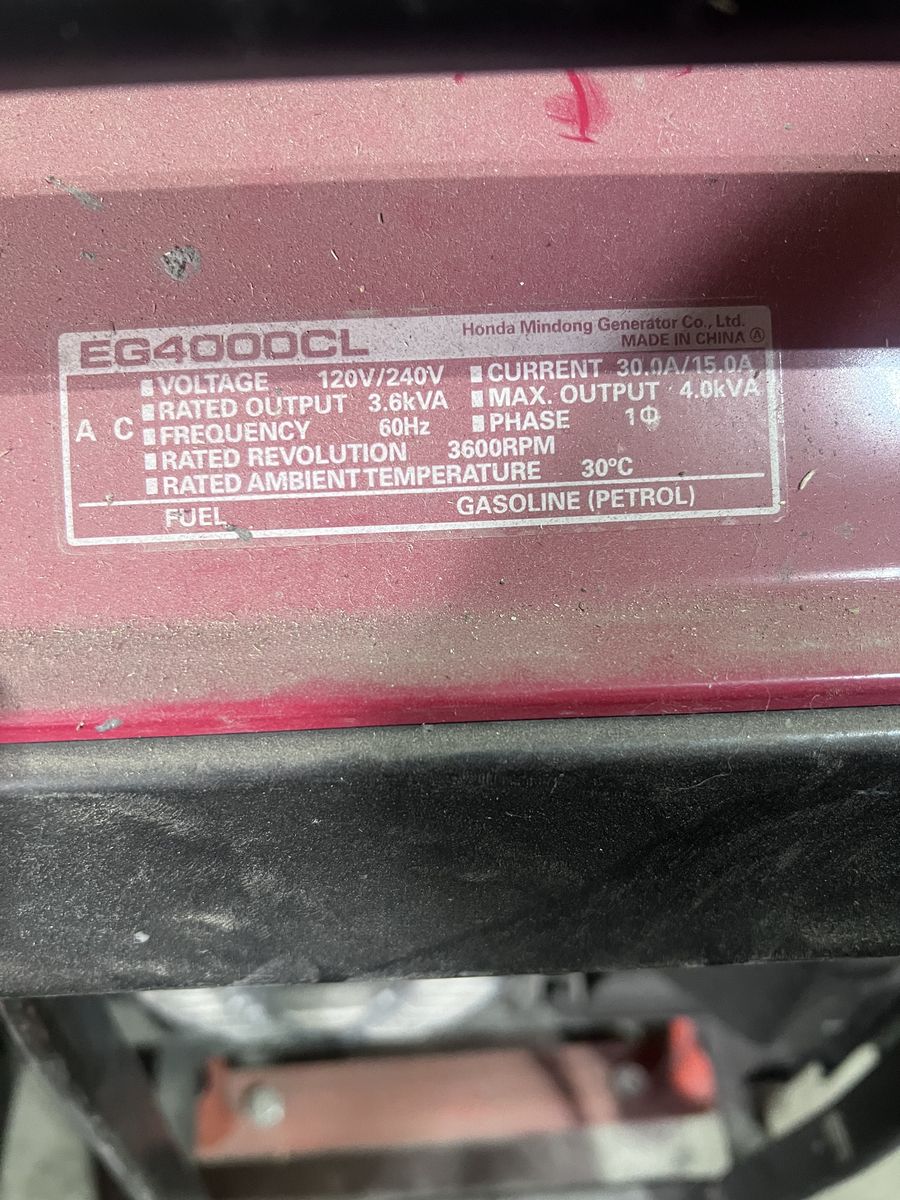 EG4000CL Honda Mindong Generator Co., Ltd.
MADE IN CHINA Ⓐ
AC
■ VOLTAGE 120V/240V ■ CURRENT 30.0A/15.0A
■ RATED OUTPUT 3.6kVA ■ MAX. OUTPUT 4.0kVA
■ FREQUENCY 60Hz ■ PHASE 1Φ
■ RATED REVOLUTION 3600RPM
■ RATED AMBIENT TEMPERATURE 30°C
FUEL GASOLINE (PETROL)